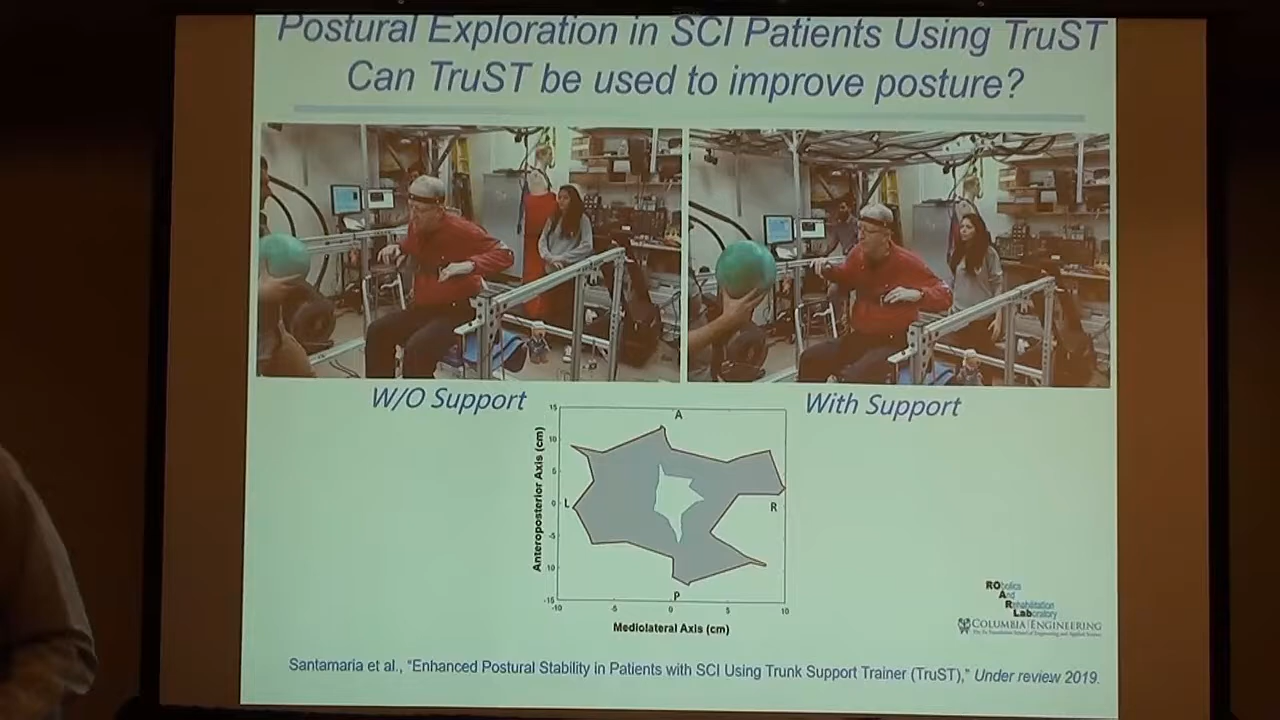 Postural Exploration in SCI Patients Using TruST
Can TruST be used to improve posture?
W/O Support
With Support
Anteroposterior Axis (cm)
15
10
5
0
-5
10
-15
A
L
R
P
-10
-5
0
5
10
Mediolateral Axis (cm)
RObotics
And
Rehabilitation
Laboratory
COLUMBIA | ENGINEERING
The Fu Foundation School of Engineering and Applied Science
Santamaria et al., “Enhanced Postural Stability in Patients with SCI Using Trunk Support Trainer (TruST),” Under review 2019.